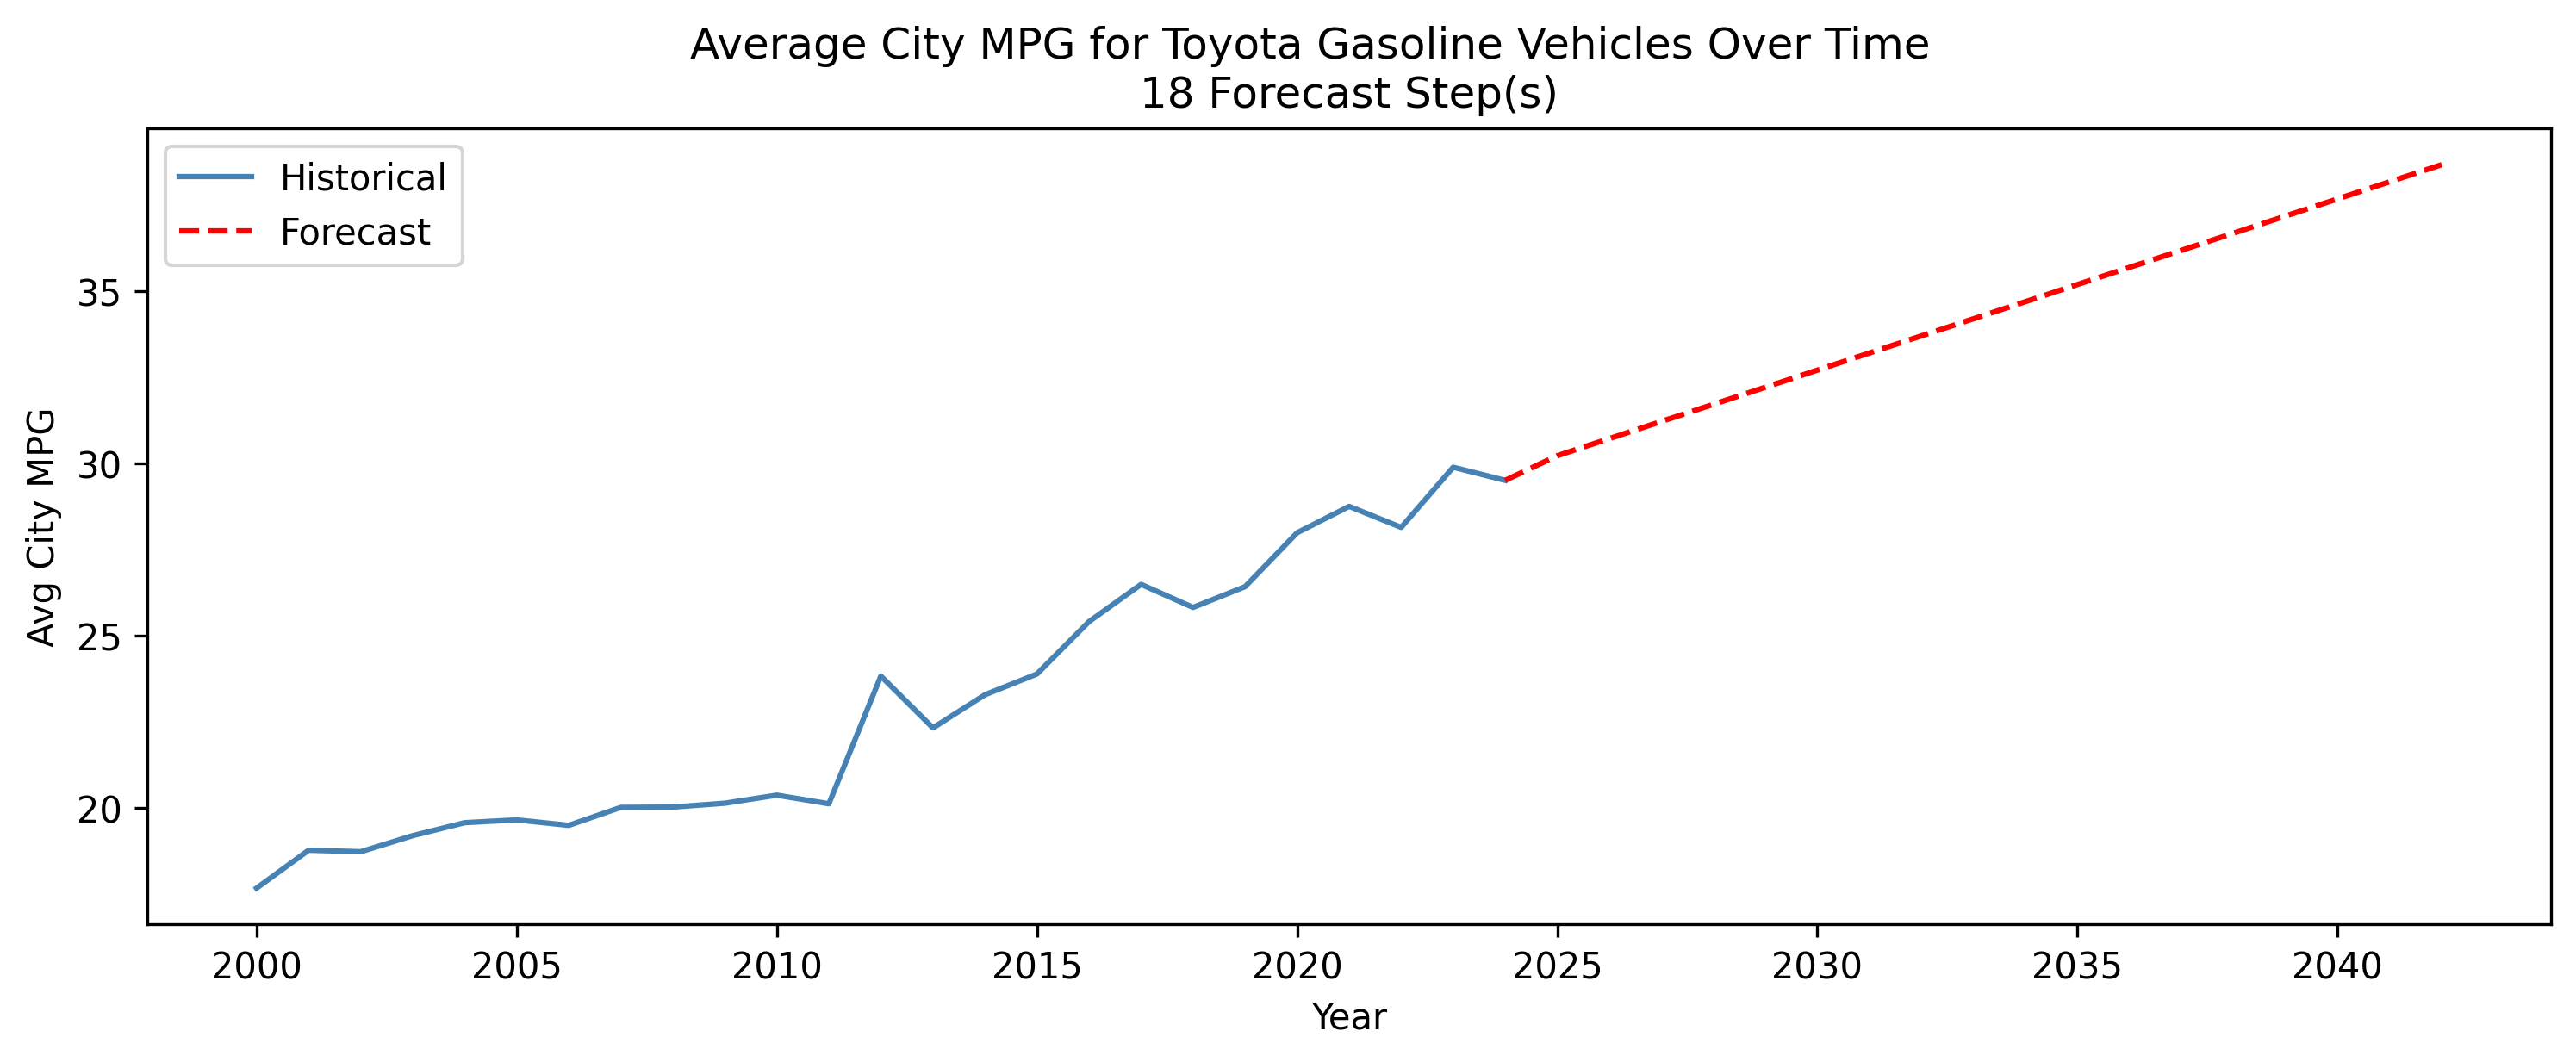 Average City MPG for Toyota Gasoline Vehicles Over Time
18 Forecast Step(s)
Historical
Forecast
Avg City MPG
35
30
25
20
2000
2005
2010
2015
2020
2025
2030
2035
2040
Year